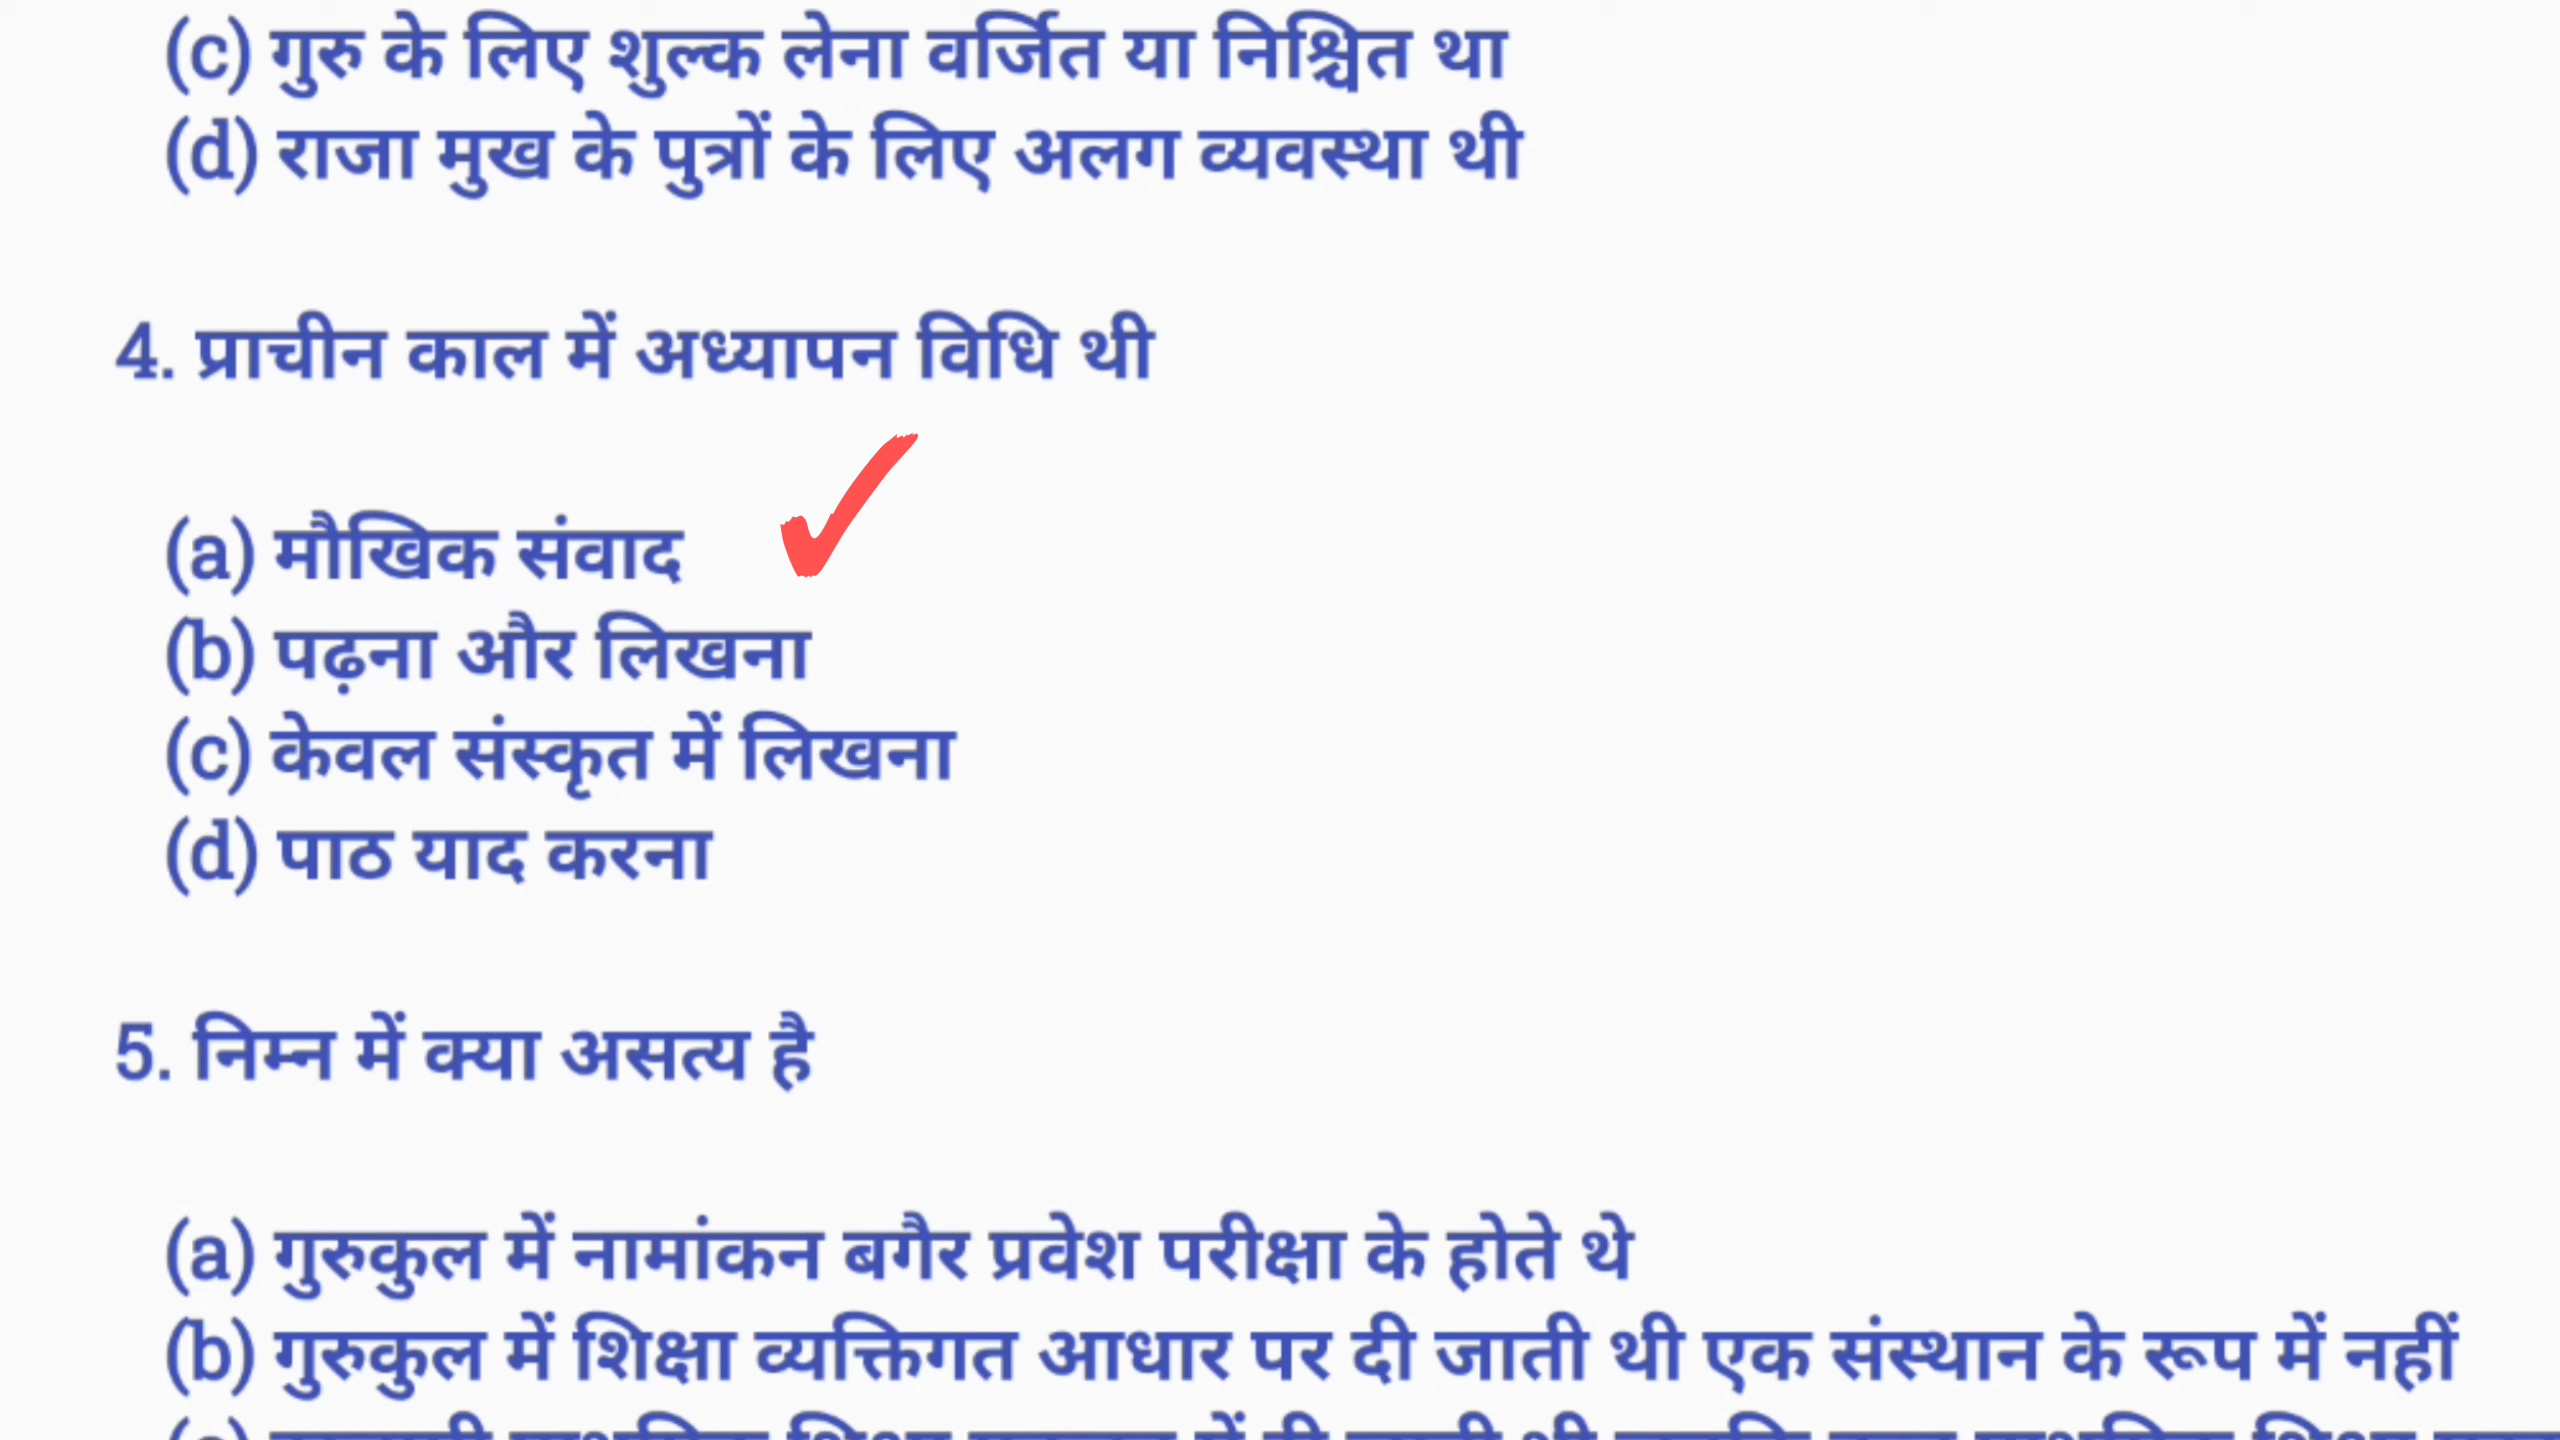 (c) गुरु के लिए शुल्क लेना वर्जित या निश्चित था
(d) राजा मुख के पुत्रों के लिए अलग व्यवस्था थी
4. प्राचीन काल में अध्यापन विधि थी
(a) मौखिक संवाद
(b) पढ़ना और लिखना
(c) केवल संस्कृत में लिखना
(d) पाठ याद करना
5. निम्न में क्या असत्य है
(a) गुरुकुल में नामांकन बगैर प्रवेश परीक्षा के होते थे
(b) गुरुकुल में शिक्षा व्यक्तिगत आधार पर दी जाती थी एक संस्थान के रूप में नहीं